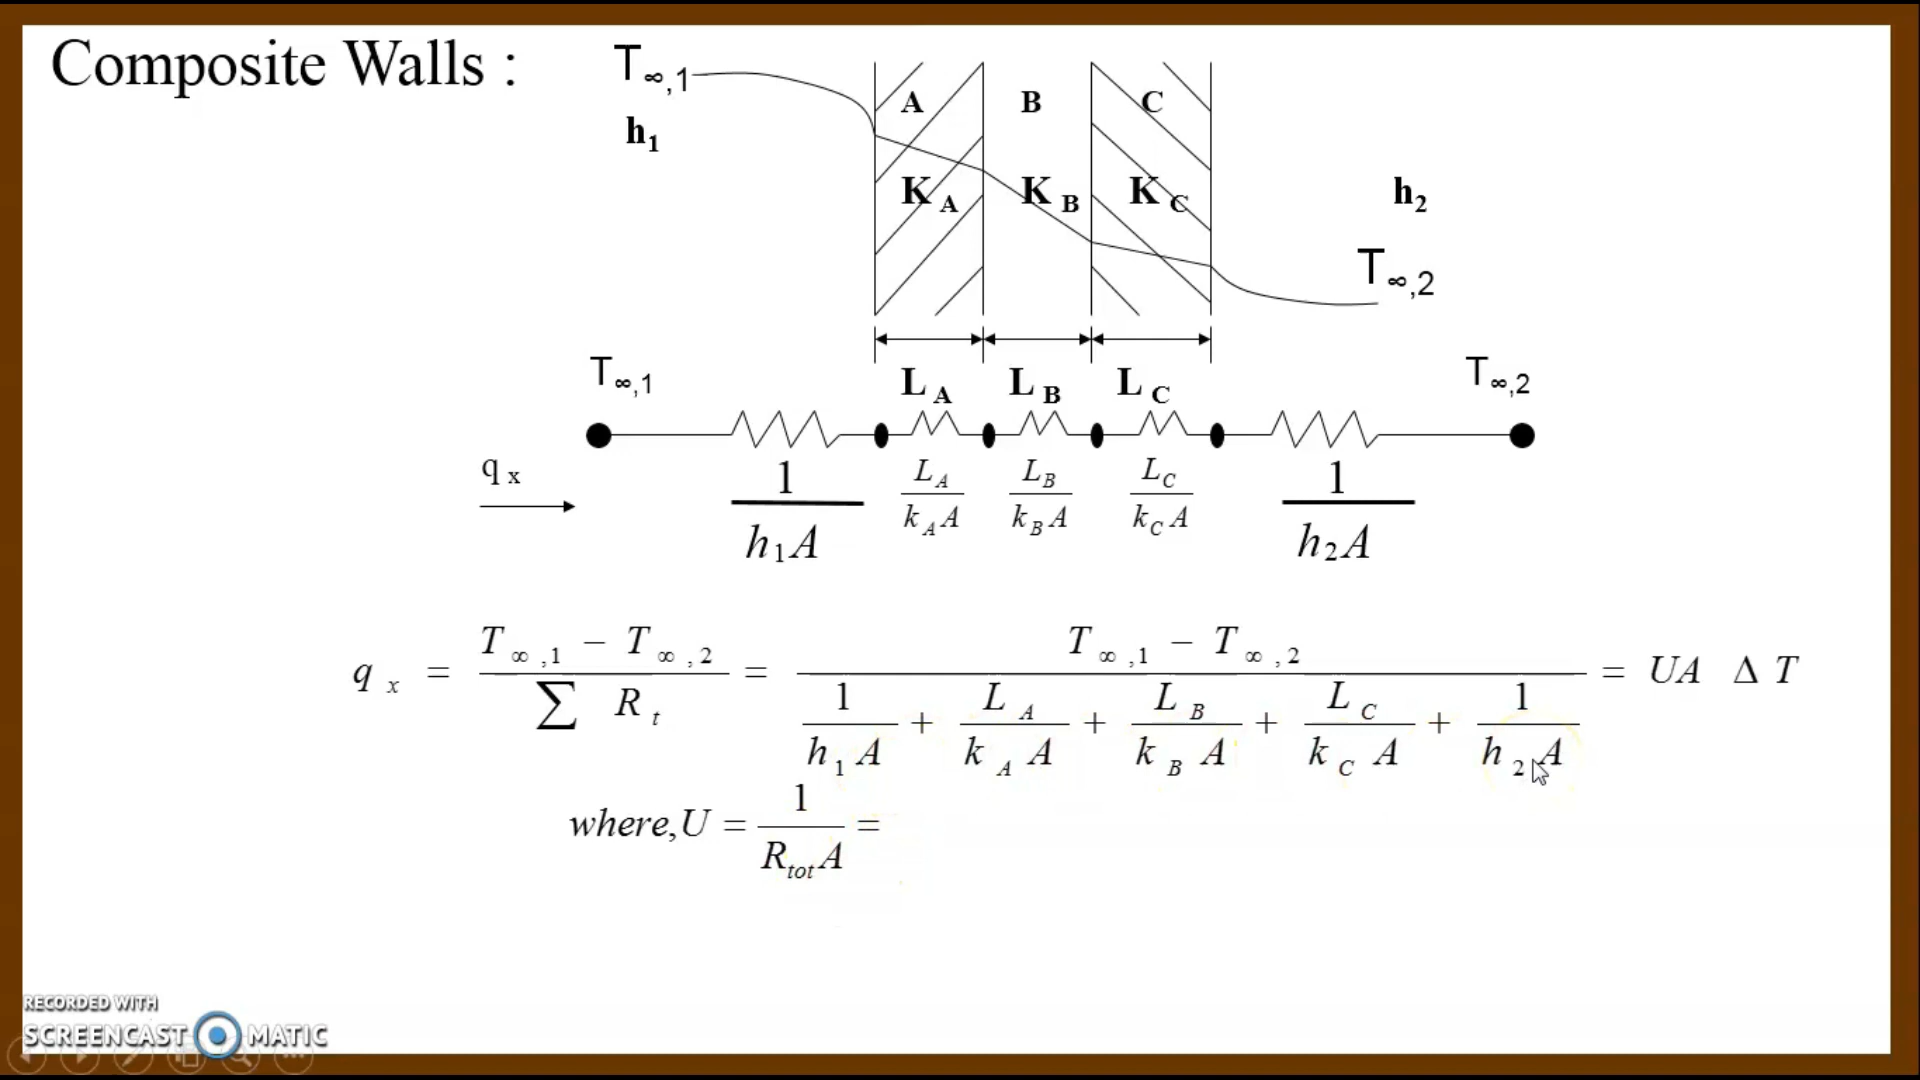 Composite Walls :
T∞,1
h1
A B C
KA KB KC
h2
T∞,2
LA LB LC
T∞,1 T∞,2
qx
1/h1A LA/kAA LB/kBA LC/kCA 1/h2A
qx = (T∞,1 − T∞,2)/(∑ Rt) = (T∞,1 − T∞,2)/(1/h1A + LA/kAA + LB/kBA + LC/kCA + 1/h2A) = UA Δ T
where, U = 1/(RtotA) =
RECORDED WITH
SCREENCAST MATIC